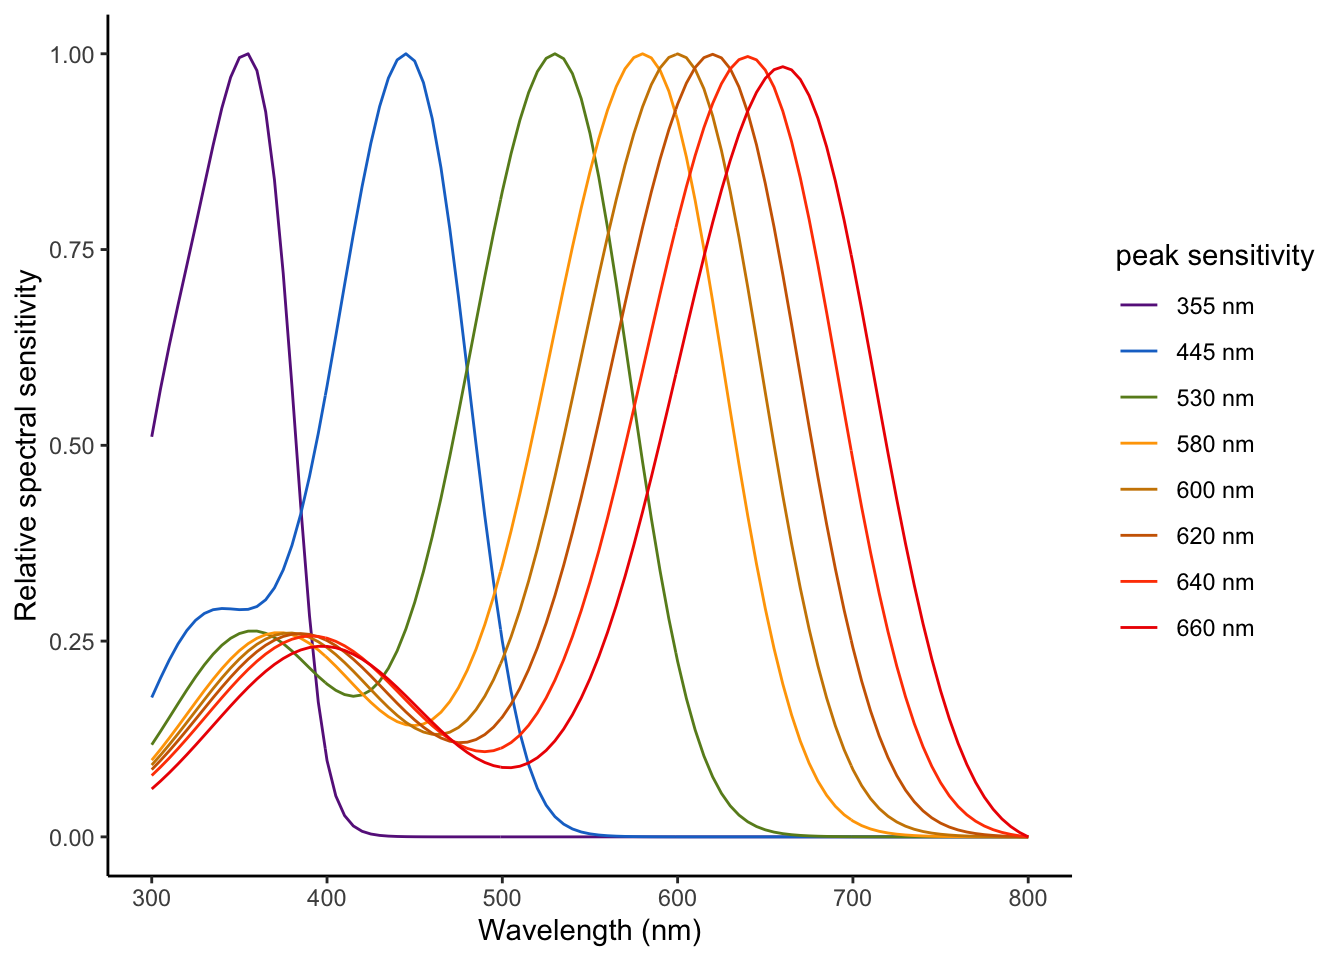 1.00
0.75
0.50
0.25
0.00
Relative spectral sensitivity
300 400 500 600 700 800
Wavelength (nm)
peak sensitivity
355 nm
445 nm
530 nm
580 nm
600 nm
620 nm
640 nm
660 nm